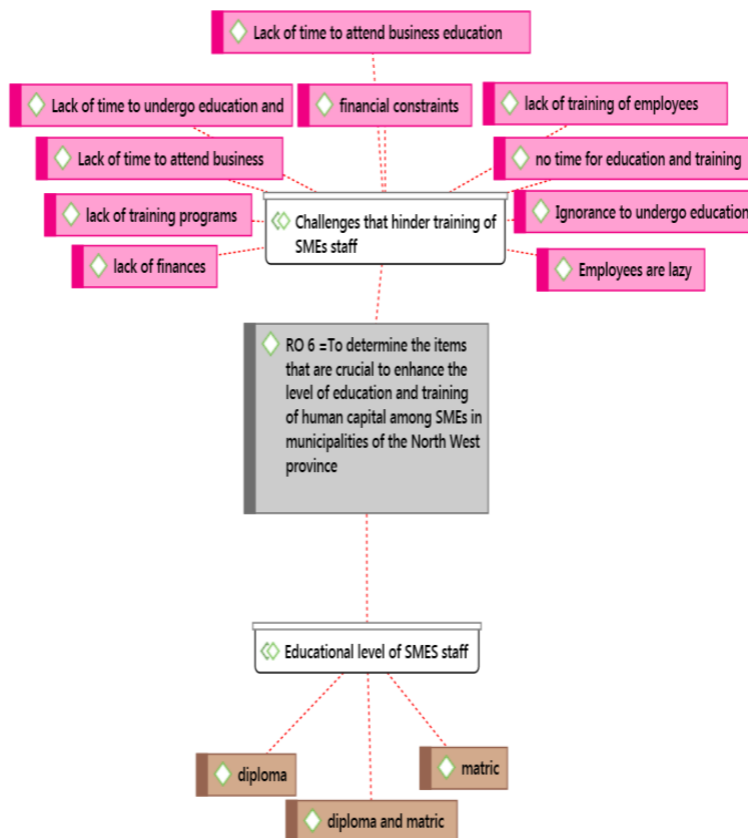 Lack of time to attend business education
Lack of time to undergo education and
financial constraints
lack of training of employees
Lack of time to attend business
no time for education and training
lack of training programs
Challenges that hinder training of
SMEs staff
Ignorance to undergo education
lack of finances
Employees are lazy
RO 6 =To determine the items
that are crucial to enhance the
level of education and training
of human capital among SMEs in
municipalities of the North West
province
Educational level of SMES staff
diploma
matric
diploma and matric